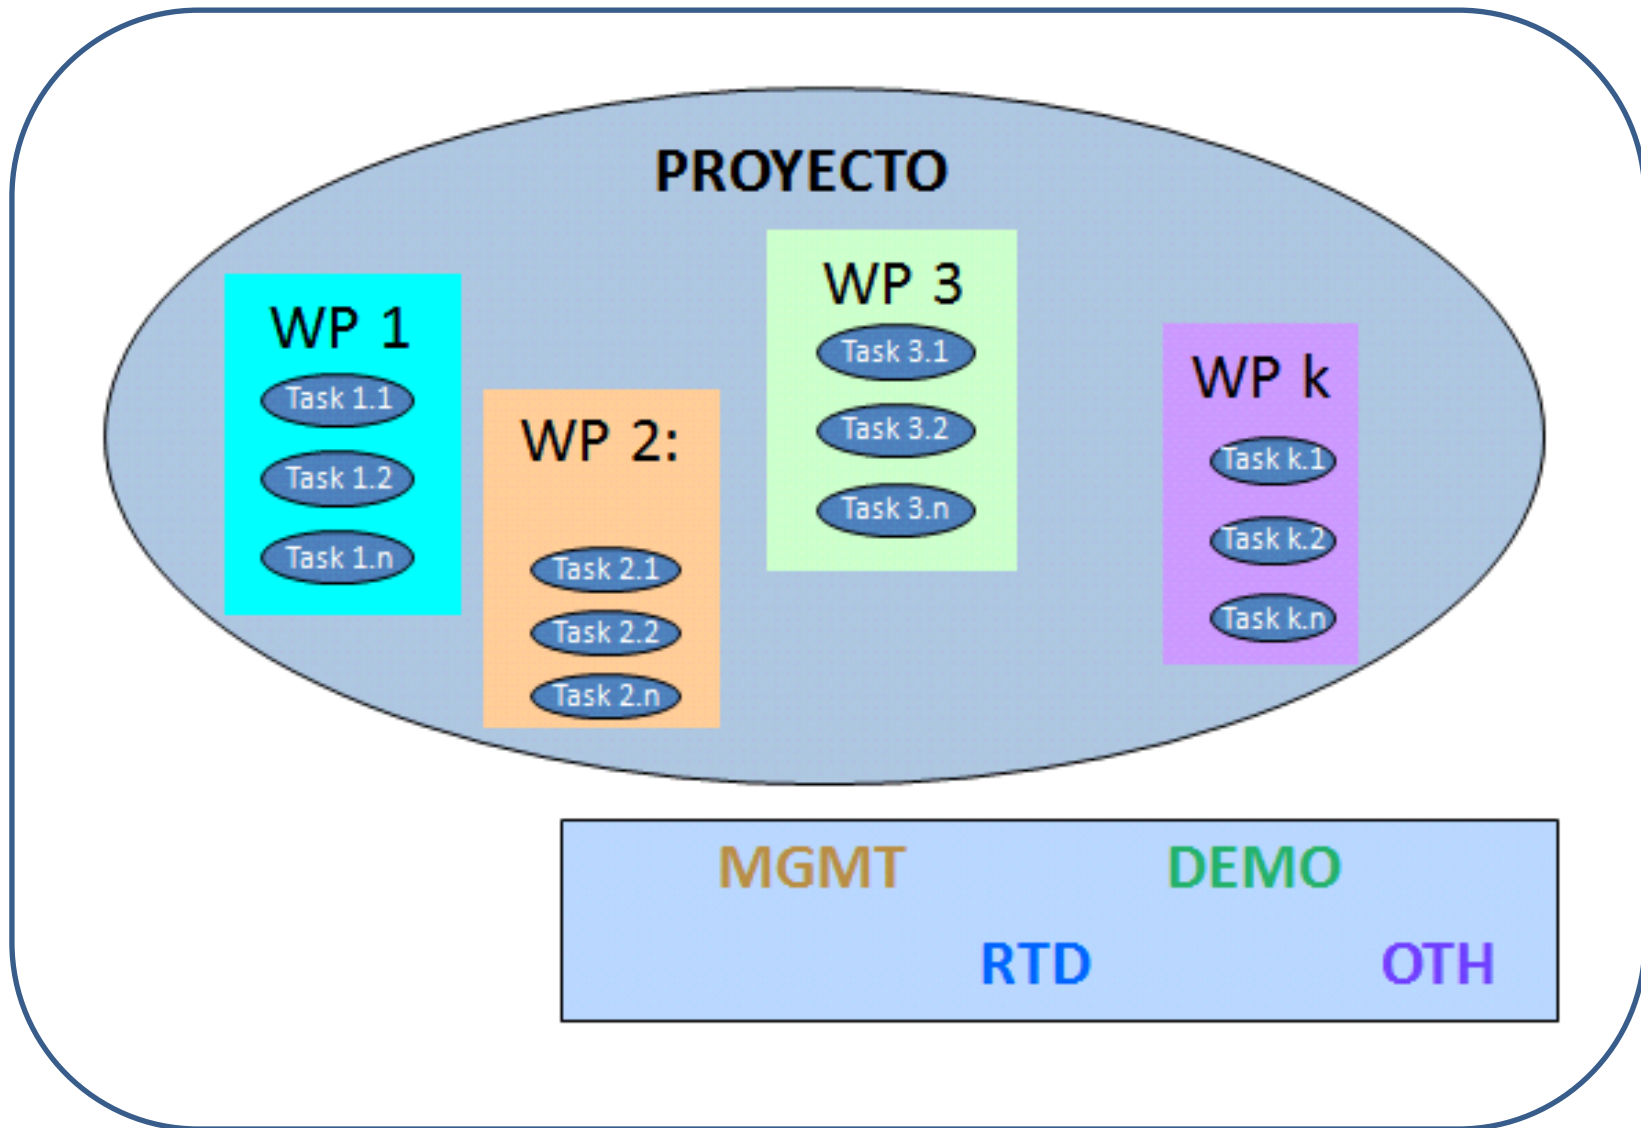 PROYECTO
WP 1
Task 1.1
Task 1.2
Task 1.n
WP 2:
Task 2.1
Task 2.2
Task 2.n
WP 3
Task 3.1
Task 3.2
Task 3.n
WP k
Task k.1
Task k.2
Task k.n
MGMT
DEMO
RTD
OTH